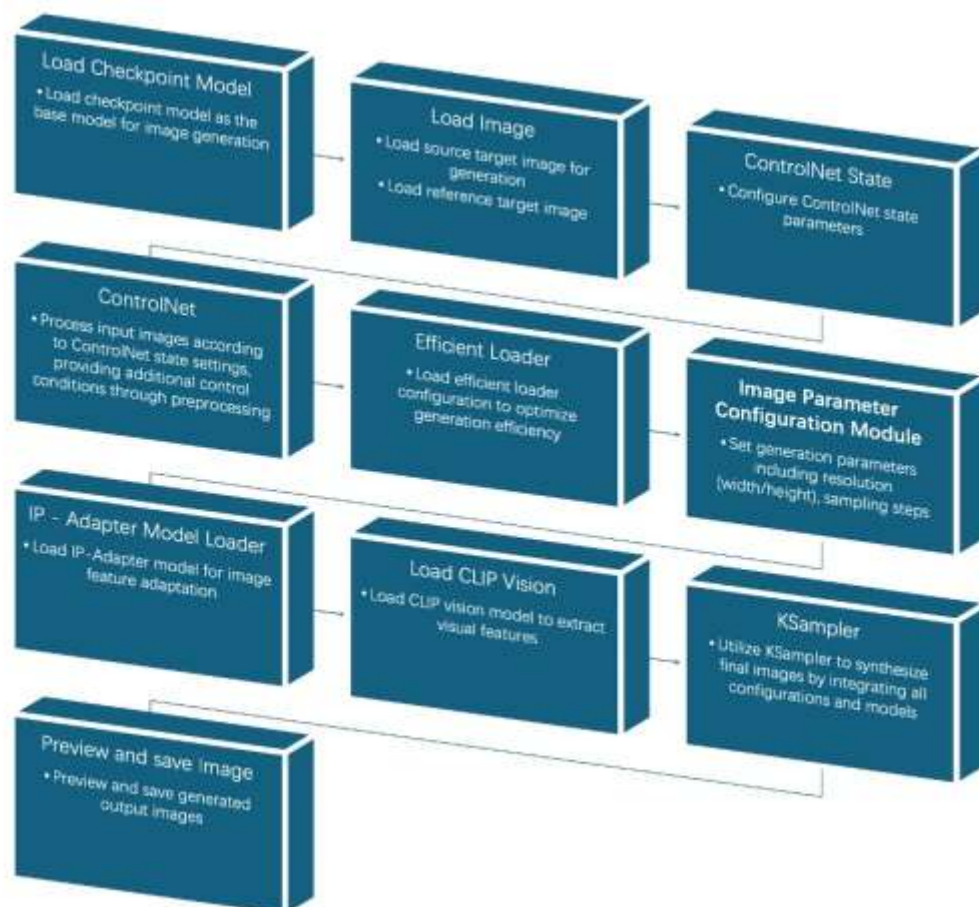 Load Checkpoint Model
• Load checkpoint model as the
base model for image generation
Load Image
• Load source target image for
generation
• Load reference target image
ControlNet State
• Configure ControlNet state
parameters
ControlNet
• Process input images according
to ControlNet state settings,
providing additional control
conditions through preprocessing
Efficient Loader
• Load efficient loader
configuration to optimize
generation efficiency
Image Parameter
Configuration Module
• Set generation parameters
including resolution
(width/height), sampling steps
IP - Adapter Model Loader
• Load IP-Adapter model for image
feature adaptation
Load CLIP Vision
• Load CLIP vision model to extract
visual features
KSampler
• Utilize KSampler to synthesize
final images by integrating all
configurations and models
Preview and save Image
• Preview and save generated
output images